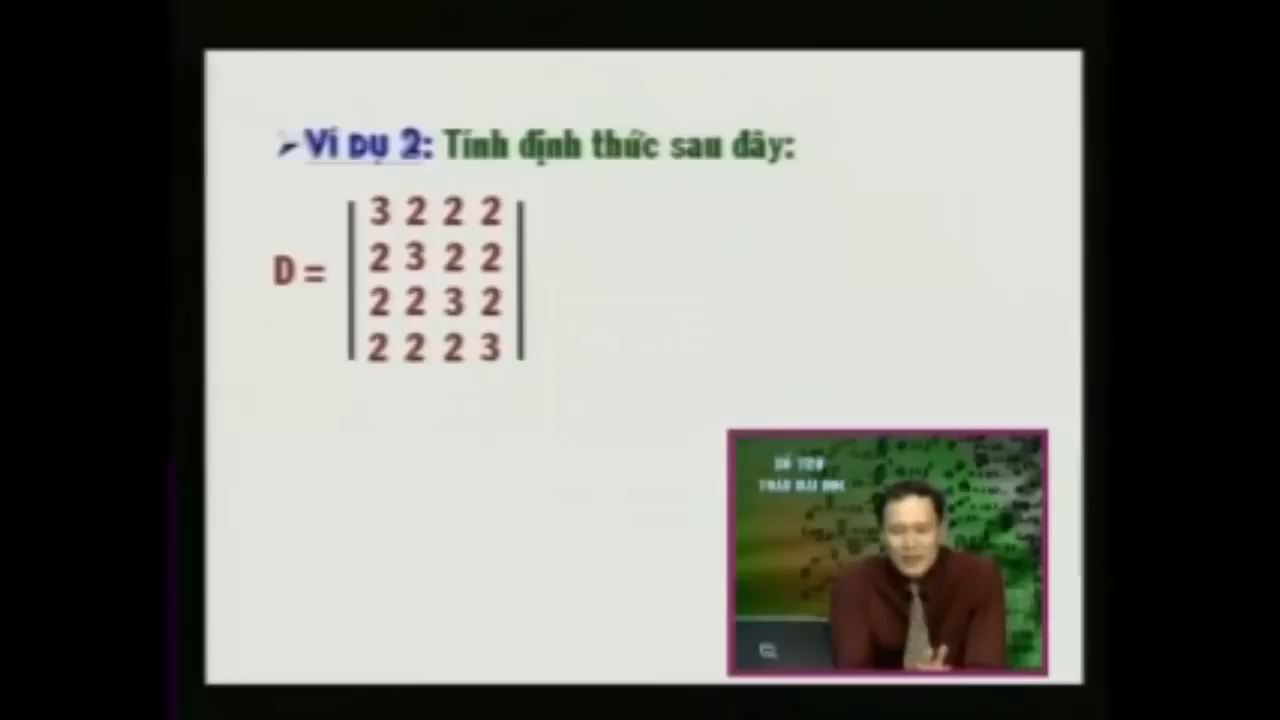 Ví dụ 2: Tính định thức sau đây:
3 2 2 2
2 3 2 2
D =
2 2 3 2
2 2 2 3